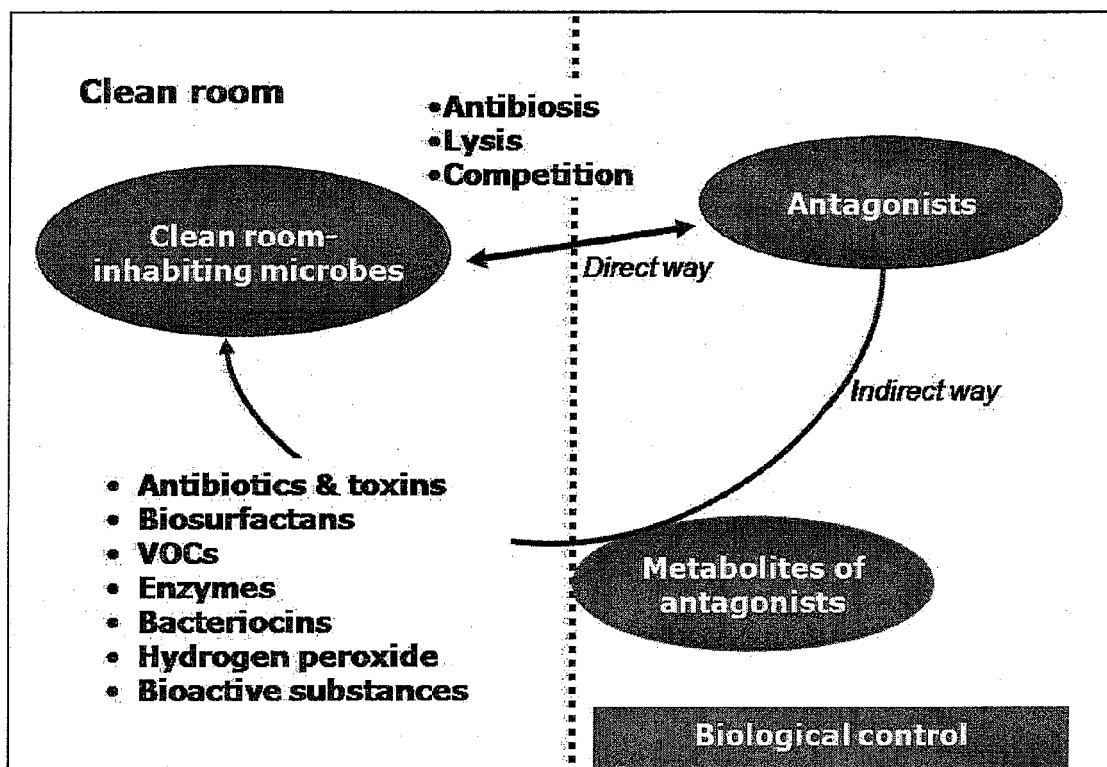 Clean room
•Antibiosis
•Lysis
•Competition
Antagonists
Clean room-
inhabiting microbes
Direct way
Indirect way
• Antibiotics & toxins
• Biosurfactans
• VOCs
• Enzymes
• Bacteriocins
• Hydrogen peroxide
• Bioactive substances
Metabolites of
antagonists
Biological control